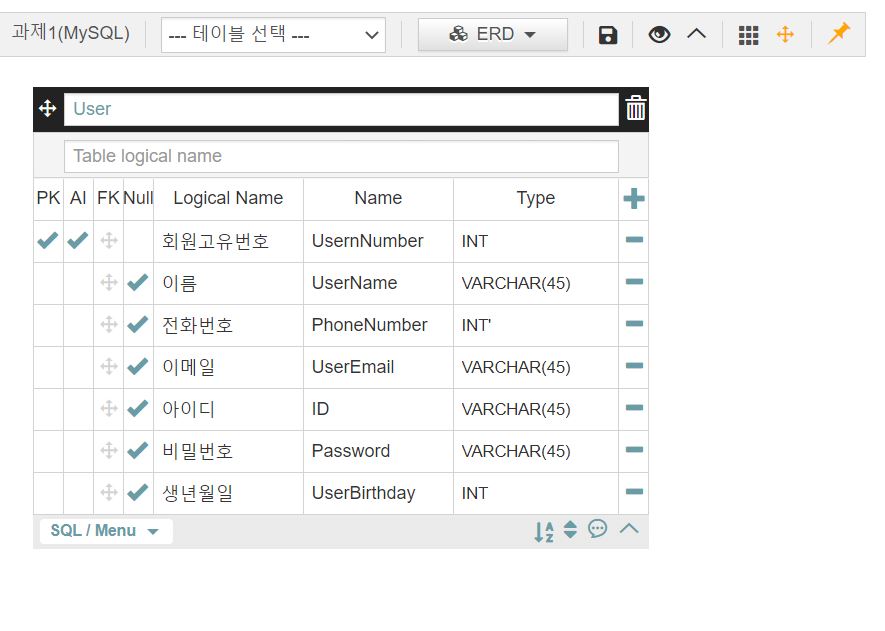 과제1(MySQL) --- 테이블 선택 --- ERD
User
Table logical name
PK AI FK Null Logical Name Name Type
회원고유번호 UsernNumber INT
이름 UserName VARCHAR(45)
전화번호 PhoneNumber INT'
이메일 UserEmail VARCHAR(45)
아이디 ID VARCHAR(45)
비밀번호 Password VARCHAR(45)
생년월일 UserBirthday INT
SQL / Menu